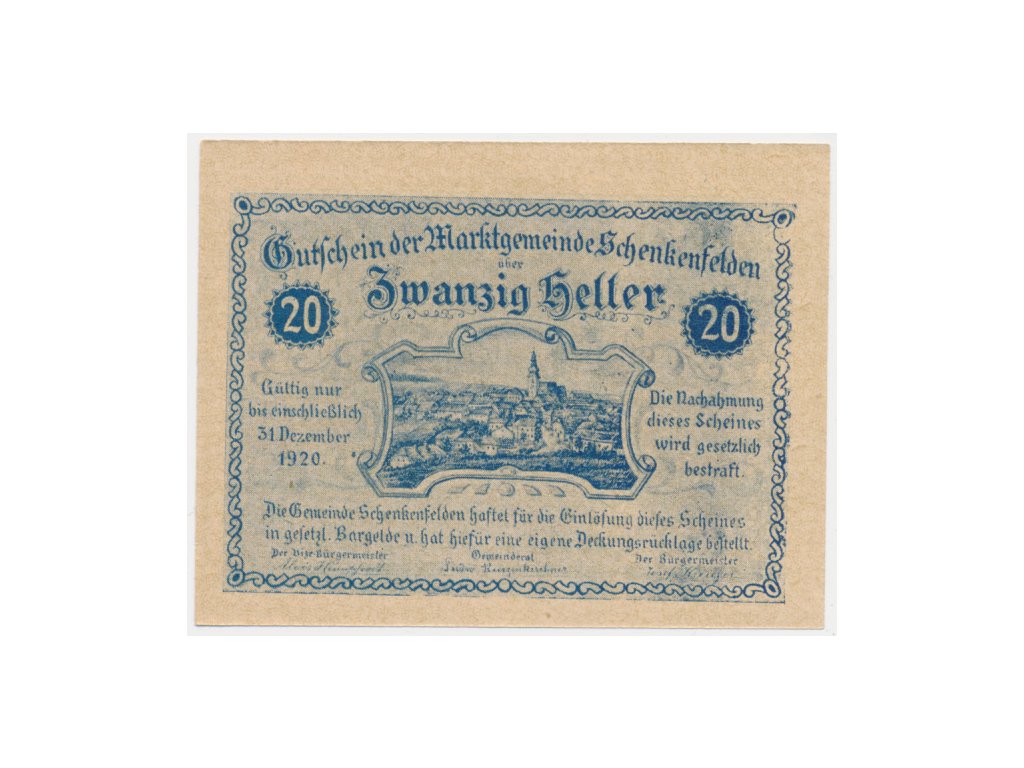 Gutschein der Marktgemeinde Schenkenfelden
über
Zwanzig Heller
20
20
Gültig nur
bis einschließlich
31. Dezember
1920.
Die Nachahmung
dieses Scheines
wird gesetzlich
bestraft.
Die Gemeinde Schenkenfelden haftet für die Einlösung dieses Scheines
in gesetzl. Bargelde u. hat hiefür eine eigene Deckungsrücklage bestellt.
Der Vize-Bürgermeister
Gemeinderat
Der Bürgermeister